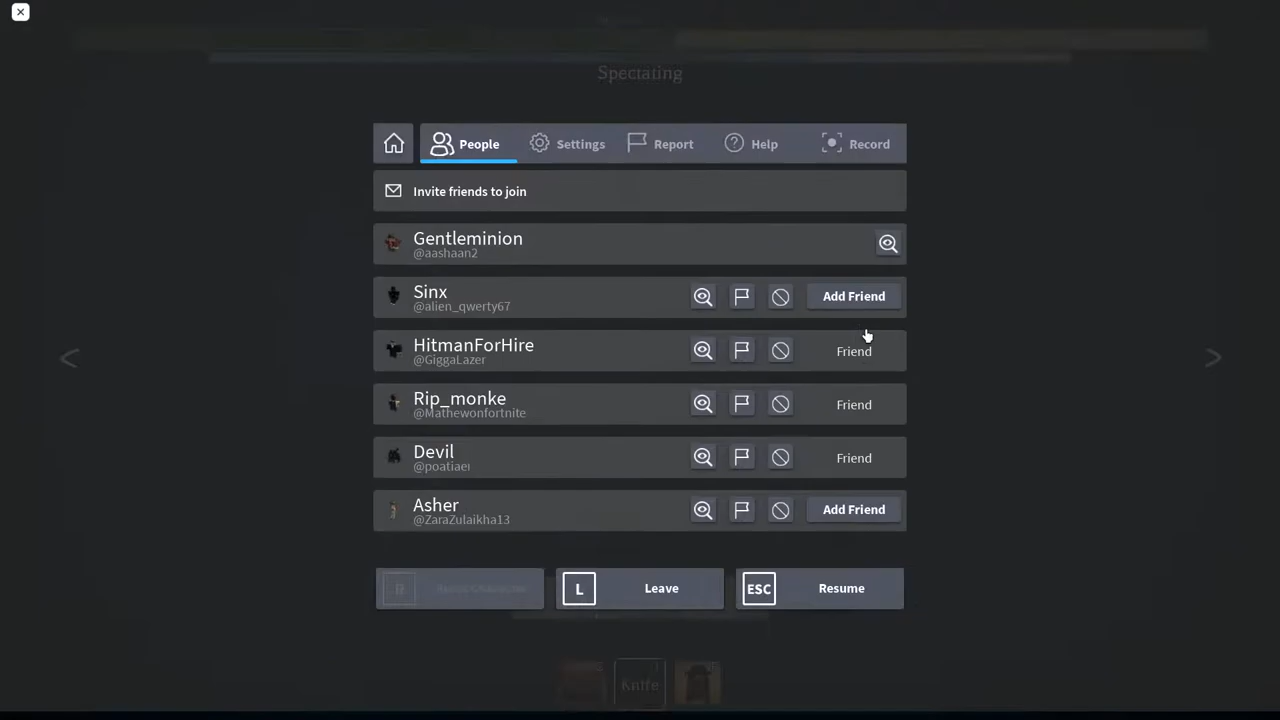 Spectating
People
Settings
Report
Help
Record
Invite friends to join
Gentleminion
@aashaan2
Sinx
@alien_qwerty67
Add Friend
HitmanForHire
@GiggaLazer
Friend
Rip_monke
@Mathewonfortnite
Friend
Devil
@poatiaei
Friend
Asher
@ZaraZulaikha13
Add Friend
L Leave
ESC Resume
Knife